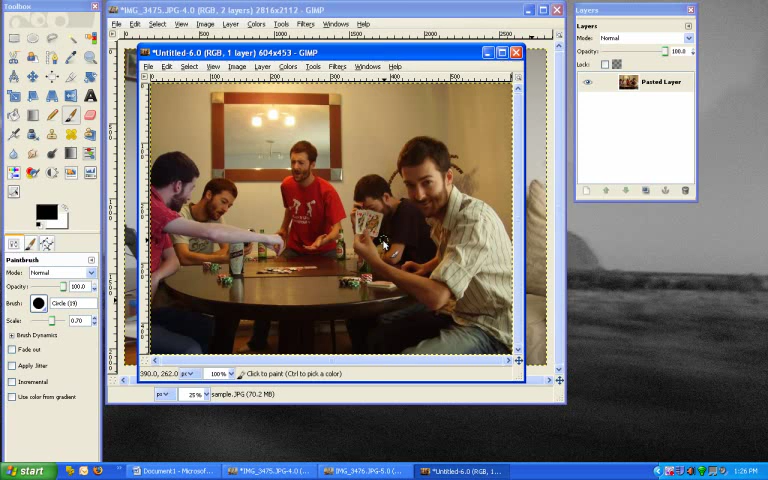 Toolbox
*IMG_3475.JPG-4.0 (RGB, 2 layers) 2816x2112 - GIMP
File Edit Select View Image Layer Colors Tools Filters Windows Help
*Untitled-6.0 (RGB, 1 layer) 604x453 - GIMP
File Edit Select View Image Layer Colors Tools Filters Windows Help
Layers
Layers
Mode: Normal
Opacity: 100.0
Lock:
Pasted Layer
Paintbrush
Mode: Normal
Opacity: 100.0
Brush: Circle (19)
Scale: 0.70
Brush Dynamics
Fade out
Apply Jitter
Incremental
Use color from gradient
390.0, 262.0 px 100% Click to paint (Ctrl to pick a color)
px 25% sample.JPG (70.2 MB)
start
Document1 - Microsof...
*IMG_3475.JPG-4.0 (...
IMG_3476.JPG-5.0 (...
*Untitled-6.0 (RGB, 1...
1:26 PM